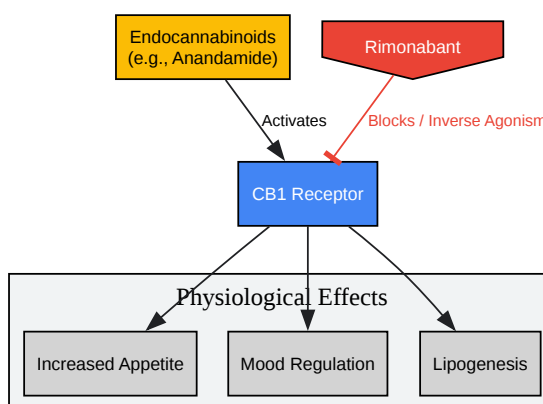 Endocannabinoids
(e.g., Anandamide)
Rimonabant
Activates
Blocks / Inverse Agonism
CB1 Receptor
Physiological Effects
Increased Appetite
Mood Regulation
Lipogenesis